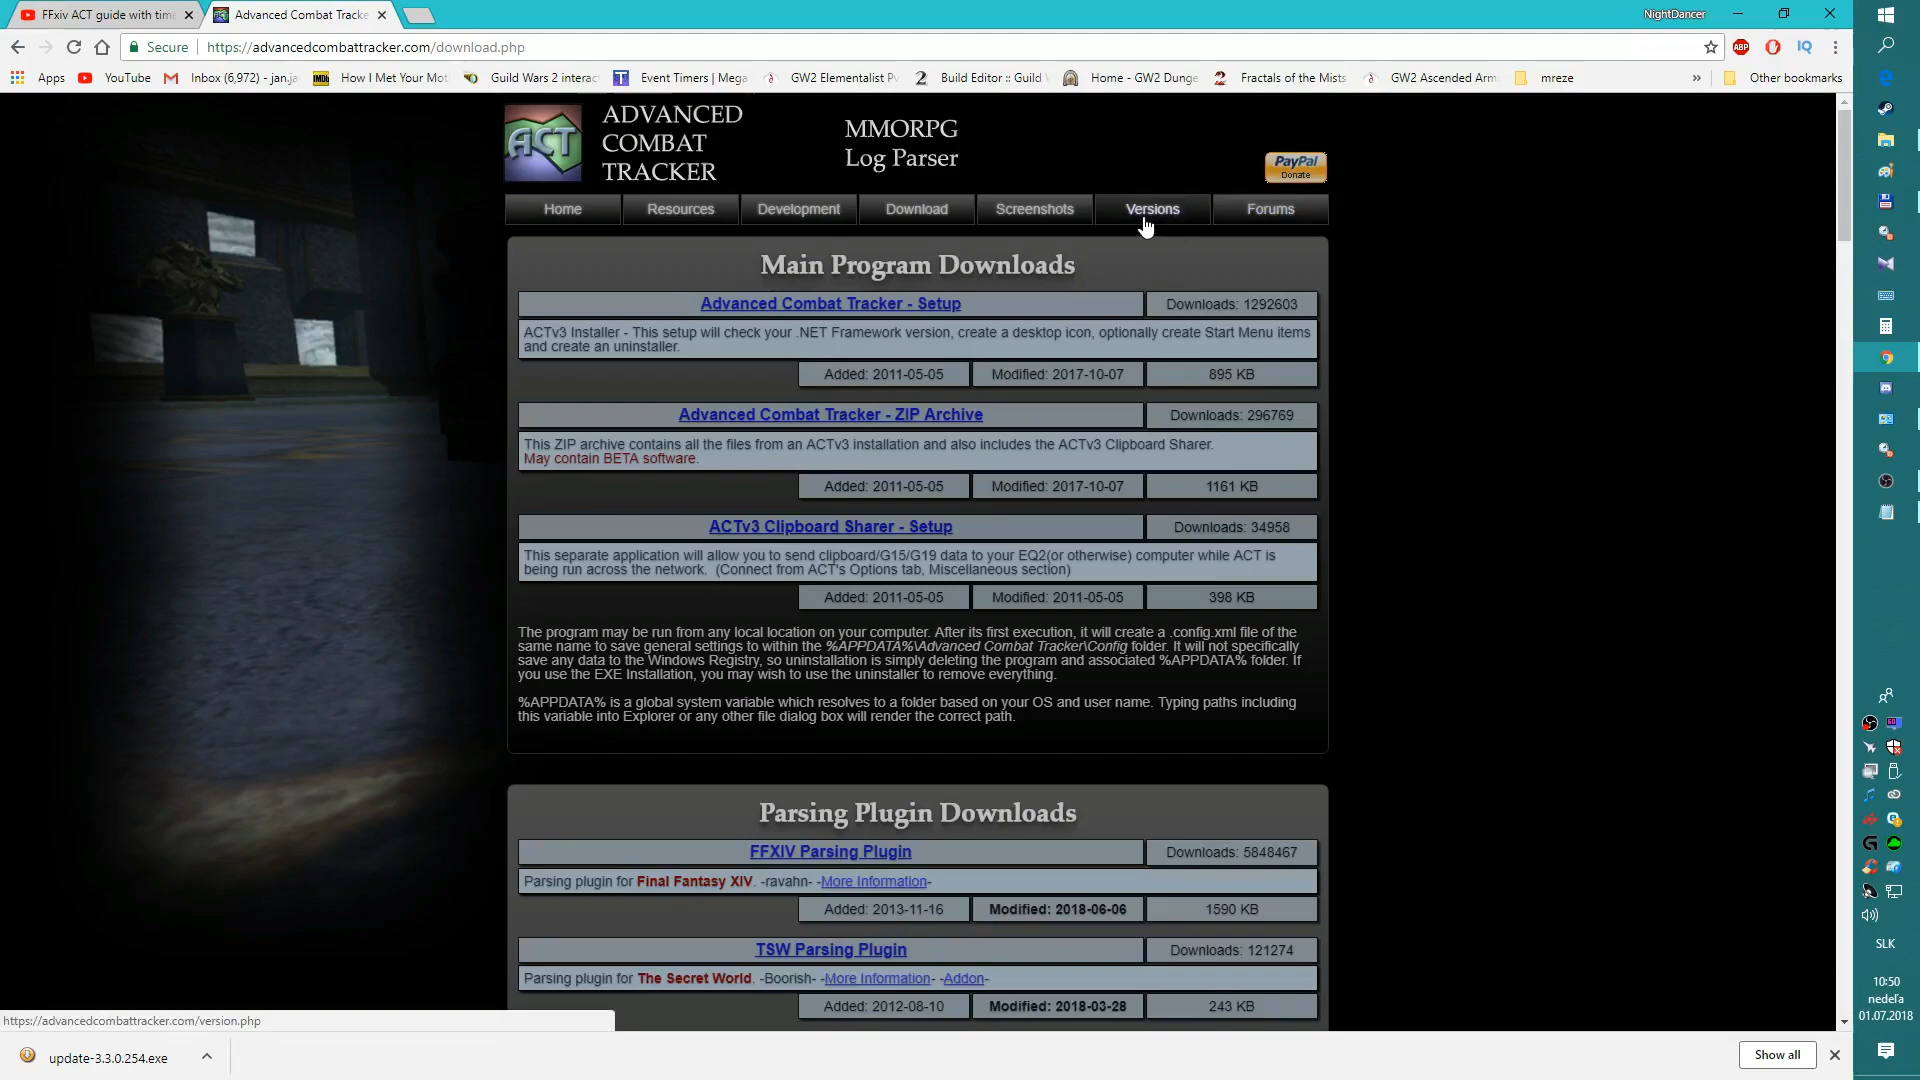 FFxiv ACT guide with tim
Advanced Combat Tracke
NightDancer
Secure
https://advancedcombattracker.com/download.php
ABP
IQ
Apps
YouTube
Inbox (6,972) - jan.ja
IMDb
How I Met Your Mot
Guild Wars 2 interac
Event Timers | Mega
GW2 Elementalist Pv
Build Editor :: Guild
Home - GW2 Dunge
Fractals of the Mists
GW2 Ascended Arm
mreze
»
Other bookmarks
ACT
ADVANCED
COMBAT
TRACKER
MMORPG
Log Parser
PayPal
Donate
Home
Resources
Development
Download
Screenshots
Versions
Forums
Main Program Downloads
Advanced Combat Tracker - Setup
Downloads: 1292603
ACTv3 Installer - This setup will check your .NET Framework version, create a desktop icon, optionally create Start Menu items
and create an uninstaller.
Added: 2011-05-05
Modified: 2017-10-07
895 KB
Advanced Combat Tracker - ZIP Archive
Downloads: 296769
This ZIP archive contains all the files from an ACTv3 installation and also includes the ACTv3 Clipboard Sharer.
May contain BETA software.
Added: 2011-05-05
Modified: 2017-10-07
1161 KB
ACTv3 Clipboard Sharer - Setup
Downloads: 34958
This separate application will allow you to send clipboard/G15/G19 data to your EQ2(or otherwise) computer while ACT is
being run across the network. (Connect from ACT's Options tab, Miscellaneous section)
Added: 2011-05-05
Modified: 2011-05-05
398 KB
The program may be run from any local location on your computer. After its first execution, it will create a .config.xml file of the
same name to save general settings to within the %APPDATA%\Advanced Combat Tracker\Config folder. It will not specifically
save any data to the Windows Registry, so uninstallation is simply deleting the program and associated %APPDATA% folder. If
you use the EXE Installation, you may wish to use the uninstaller to remove everything.
%APPDATA% is a global system variable which resolves to a folder based on your OS and user name. Typing paths including
this variable into Explorer or any other file dialog box will render the correct path.
Parsing Plugin Downloads
FFXIV Parsing Plugin
Downloads: 5848467
Parsing plugin for Final Fantasy XIV. -ravahn- -More Information-
Added: 2013-11-16
Modified: 2018-06-06
1590 KB
TSW Parsing Plugin
Downloads: 121274
Parsing plugin for The Secret World. -Boorish- -More Information- -Addon-
Added: 2012-08-10
Modified: 2018-03-28
243 KB
https://advancedcombattracker.com/version.php
update-3.3.0.254.exe
Show all
SLK
10:50
nedeľa
01.07.2018